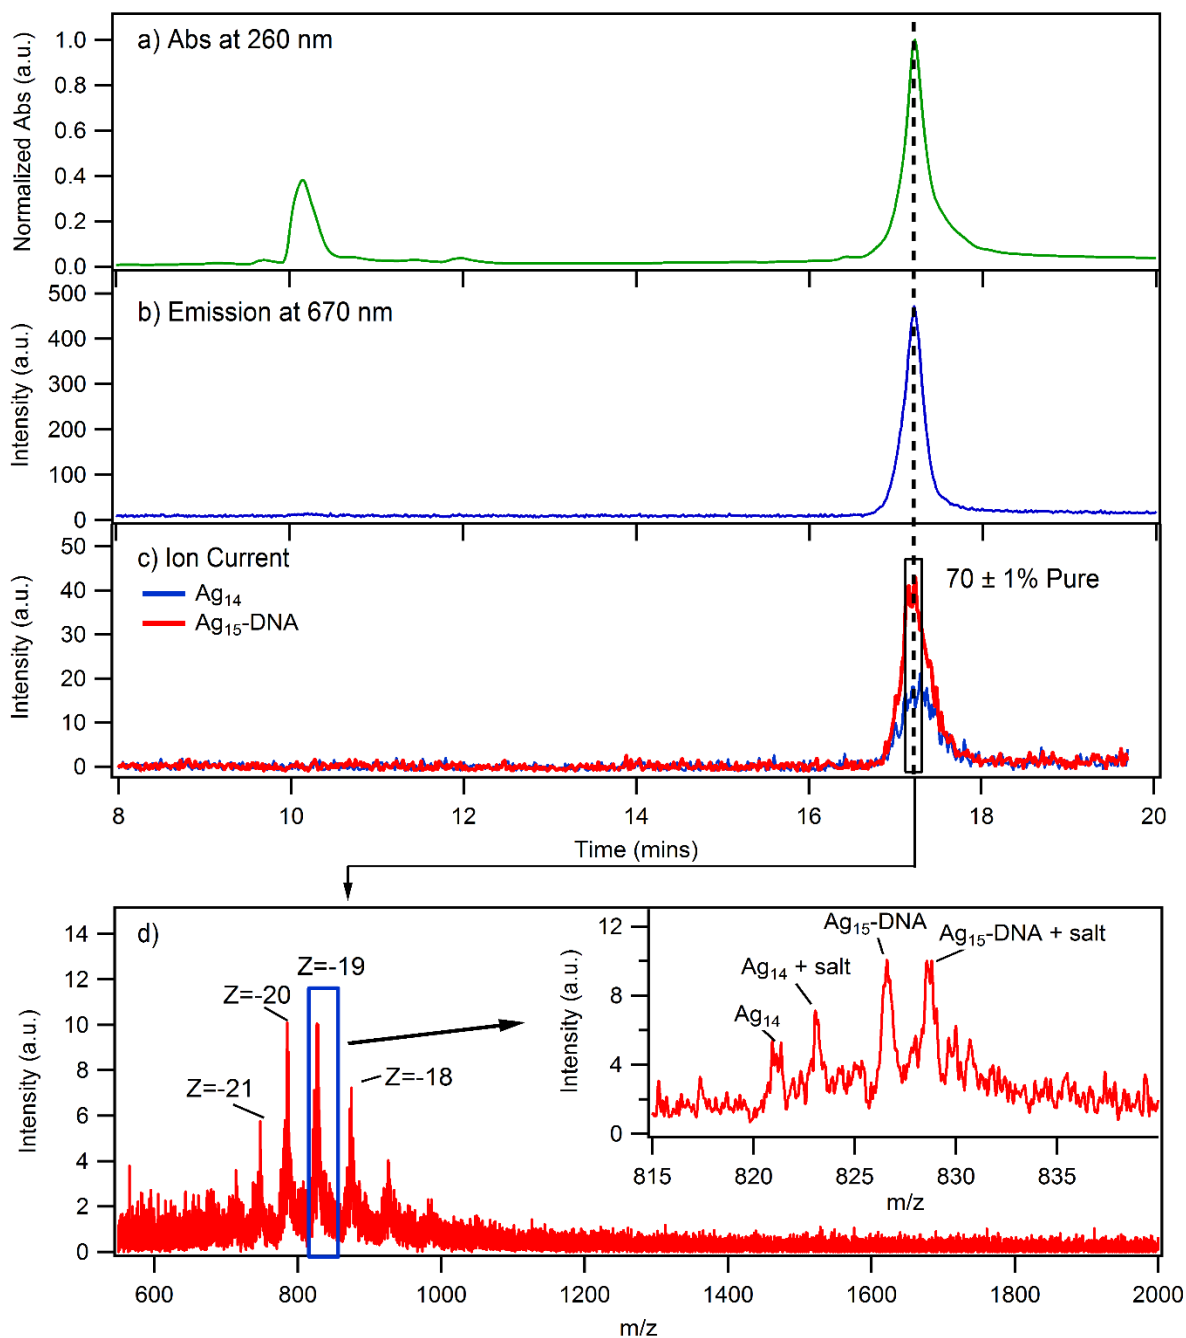 a) Abs at 260 nm
Normalized Abs (a.u.)
1.0
0.8
0.6
0.4
0.2
0.0
b) Emission at 670 nm
Intensity (a.u.)
500
400
300
200
100
0
c) Ion Current
Ag14
Ag15-DNA
70 ± 1% Pure
Intensity (a.u.)
50
40
30
20
10
0
8 10 12 14 16 18 20
Time (mins)
d)
Intensity (a.u.)
14
12
10
8
6
4
2
0
Z=-19
Z=-20
Z=-21
Z=-18
600 800 1000 1200 1400 1600 1800 2000
m/z
Ag15-DNA
Ag15-DNA + salt
Ag14 + salt
Ag14
Intensity (a.u.)
12
8
4
0
815 820 825 830 835
m/z